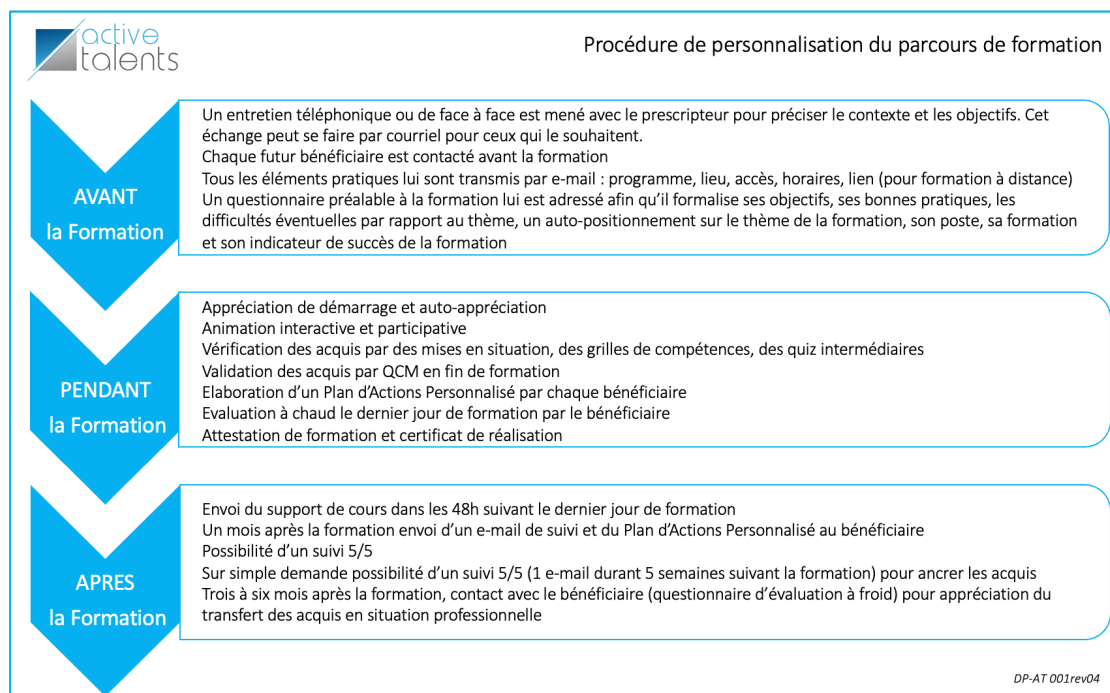 active
talents
Procédure de personnalisation du parcours de formation
AVANT
la Formation
Un entretien téléphonique ou de face à face est mené avec le prescripteur pour préciser le contexte et les objectifs. Cet
échange peut se faire par courriel pour ceux qui le souhaitent.
Chaque futur bénéficiaire est contacté avant la formation
Tous les éléments pratiques lui sont transmis par e-mail : programme, lieu, accès, horaires, lien (pour formation à distance)
Un questionnaire préalable à la formation lui est adressé afin qu'il formalise ses objectifs, ses bonnes pratiques, les
difficultés éventuelles par rapport au thème, un auto-positionnement sur le thème de la formation, son poste, sa formation
et son indicateur de succès de la formation
PENDANT
la Formation
Appréciation de démarrage et auto-appréciation
Animation interactive et participative
Vérification des acquis par des mises en situation, des grilles de compétences, des quiz intermédiaires
Validation des acquis par QCM en fin de formation
Elaboration d'un Plan d'Actions Personnalisé par chaque bénéficiaire
Evaluation à chaud le dernier jour de formation par le bénéficiaire
Attestation de formation et certificat de réalisation
APRES
la Formation
Envoi du support de cours dans les 48h suivant le dernier jour de formation
Un mois après la formation envoi d'un e-mail de suivi et du Plan d'Actions Personnalisé au bénéficiaire
Possibilité d'un suivi 5/5
Sur simple demande possibilité d'un suivi 5/5 (1 e-mail durant 5 semaines suivant la formation) pour ancrer les acquis
Trois à six mois après la formation, contact avec le bénéficiaire (questionnaire d'évaluation à froid) pour appréciation du
transfert des acquis en situation professionnelle
DP-AT 001rev04